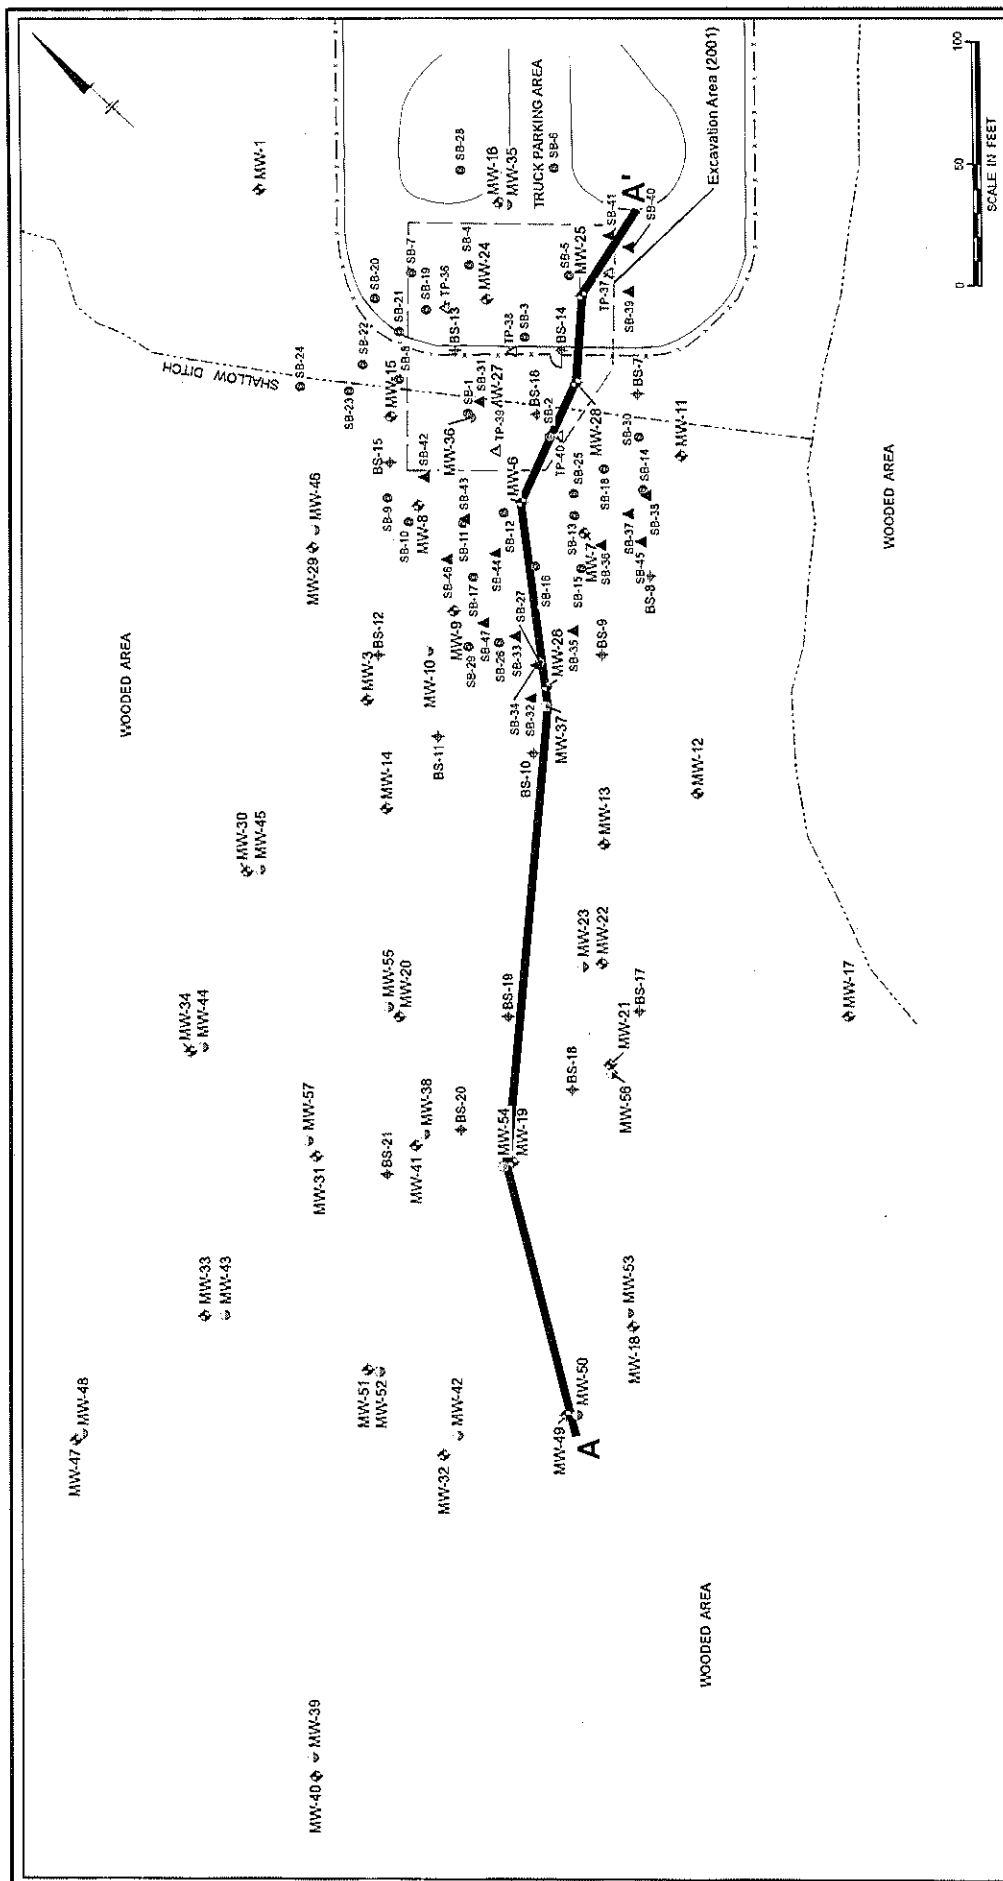 MW-1
SB-28
MW-16
MW-35
TRUCK PARKING AREA
SB-6
A'
SB-41
SB-40
Excavation Area (2001)
100
50
0
SCALE IN FEET
SHALLOW DITCH
SB-24
SB-20
SB-7
SB-4
SB-21
SB-19
TP-36
MW-24
SB-5
MW-25
TP-37
SB-39
SB-22
SB-8
BS-13
TP-38
SB-3
BS-14
SB-23
MW-15
SB-1
SB-31
MW-27
BS-18
SB-2
MW-28
BS-7
BS-15
SB-42
MW-36
TP-39
TP-40
SB-30
MW-11
MW-46
SB-9
MW-8
SB-43
MW-6
SB-25
SB-18
SB-14
WOODED AREA
MW-29
SB-10
SB-11
SB-12
SB-13
MW-7
SB-37
SB-38
SB-46
SB-44
SB-16
SB-15
SB-36
SB-45
BS-8
SB-17
SB-27
BS-12
MW-9
SB-47
SB-33
MW-26
SB-35
BS-9
WOODED AREA
MW-3
MW-10
SB-29
SB-26
SB-34
SB-32
MW-37
BS-11
BS-10
MW-14
MW-12
MW-13
MW-30
MW-45
MW-23
MW-22
MW-55
MW-20
BS-19
BS-17
MW-17
MW-34
MW-44
MW-21
BS-18
MW-56
MW-57
MW-38
BS-20
MW-54
MW-19
MW-31
BS-21
MW-41
MW-33
MW-43
MW-53
MW-18
MW-51
MW-52
MW-48
MW-47
MW-42
MW-32
MW-50
MW-49
A
WOODED AREA
MW-39
MW-40